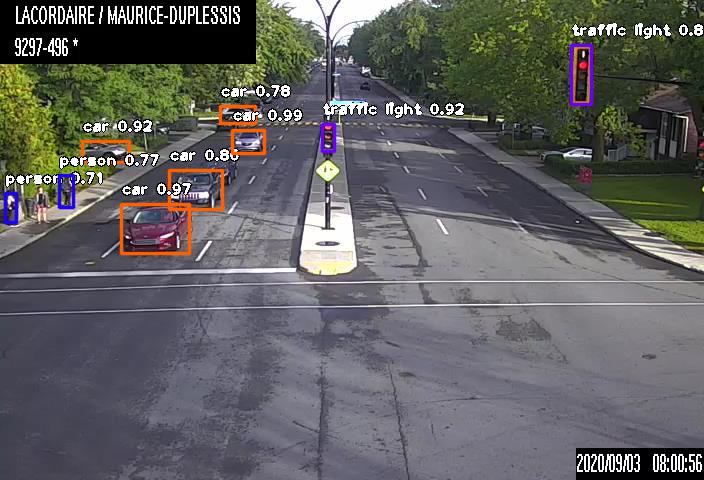 LACORDAIRE / MAURICE-DUPLESSIS
9297-496 *
traffic light 0.8
car 0.78
car 0.99
traffic light 0.92
car 0.92
person 0.77
car 0.80
person 0.71
car 0.97
2020/09/03 08:00:56